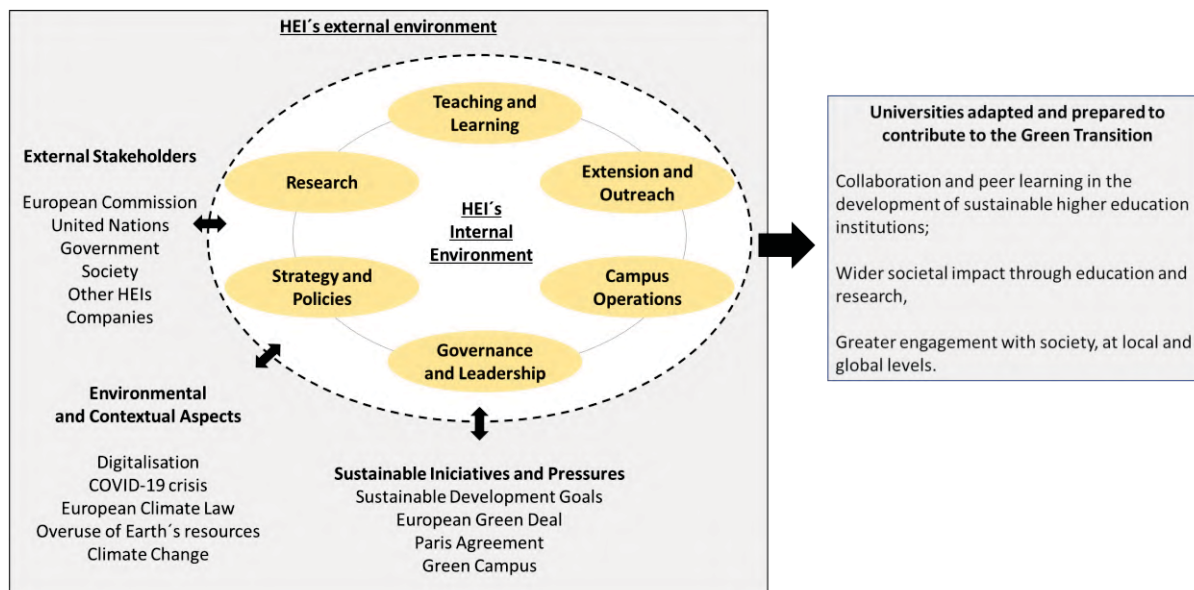 HEI´s external environment
Teaching and
Learning
Research
Extension and
Outreach
HEI´s
Internal
Environment
Strategy and
Policies
Campus
Operations
Governance
and Leadership
External Stakeholders
European Commission
United Nations
Government
Society
Other HEIs
Companies
Environmental
and Contextual Aspects
Digitalisation
COVID-19 crisis
European Climate Law
Overuse of Earth´s resources
Climate Change
Sustainable Iniciatives and Pressures
Sustainable Development Goals
European Green Deal
Paris Agreement
Green Campus
Universities adapted and prepared to
contribute to the Green Transition
Collaboration and peer learning in the
development of sustainable higher education
institutions;
Wider societal impact through education and
research,
Greater engagement with society, at local and
global levels.